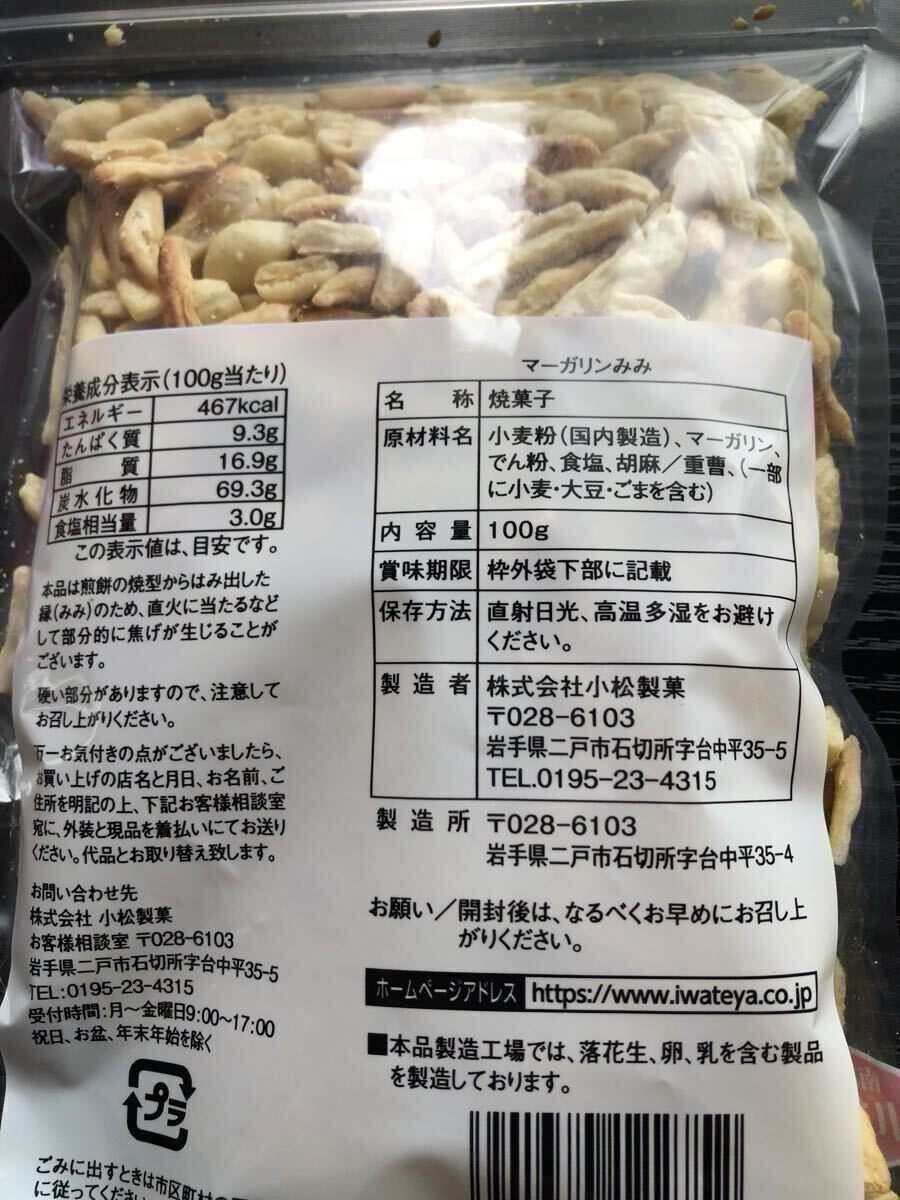 栄養成分表示(100g当たり)
エネルギー 467kcal
たんぱく質 9.3g
脂質 16.9g
炭水化物 69.3g
食塩相当量 3.0g
この表示値は、目安です。
本品は煎餅の焼型からはみ出した
縁(みみ)のため、直火に当たるなど
して部分的に焦げが生じることが
ございます。
硬い部分がありますので、注意して
お召し上がりください。
万一お気付きの点がございましたら、
お買い上げの店名と月日、お名前、ご
住所を明記の上、下記お客様相談室
宛に、外装と現品を着払いにてお送り
ください。代品とお取り替え致します。
お問い合わせ先
株式会社 小松製菓
お客様相談室 〒028-6103
岩手県二戸市石切所字台中平35-5
TEL:0195-23-4315
受付時間:月～金曜日9:00～17:00
祝日、お盆、年末年始を除く
プラ
ごみに出すときは市区町村の
に従ってください
マーガリンみみ
名称 焼菓子
原材料名 小麦粉(国内製造)、マーガリン、
でん粉、食塩、胡麻／重曹、(一部
に小麦・大豆・ごまを含む)
内容量 100g
賞味期限 枠外袋下部に記載
保存方法 直射日光、高温多湿をお避け
ください。
製造者 株式会社小松製菓
〒028-6103
岩手県二戸市石切所字台中平35-5
TEL.0195-23-4315
製造所 〒028-6103
岩手県二戸市石切所字台中平35-4
お願い／開封後は、なるべくお早めにお召し上
がりください。
ホームページアドレス https://www.iwateya.co.jp
■本品製造工場では、落花生、卵、乳を含む製品
を製造しております。
南